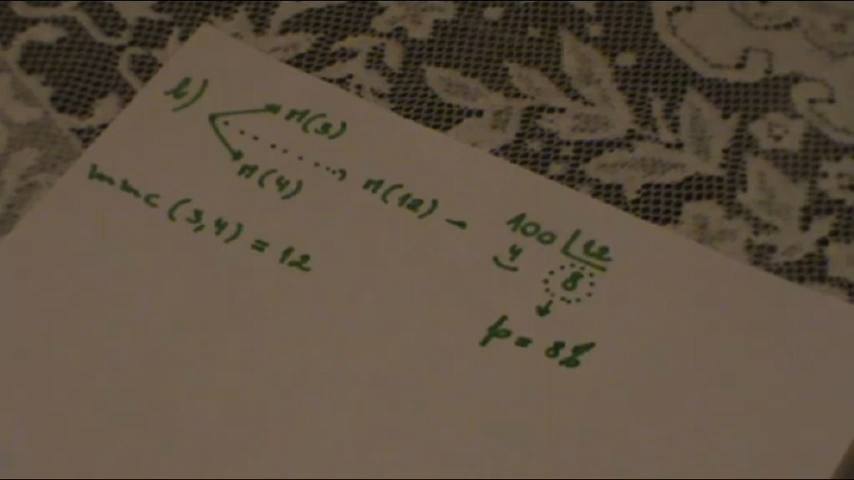 b)
n(3)
n(4)
n(12) –
mmc (3,4) = 12
100 | 12
4 8
p = 8%